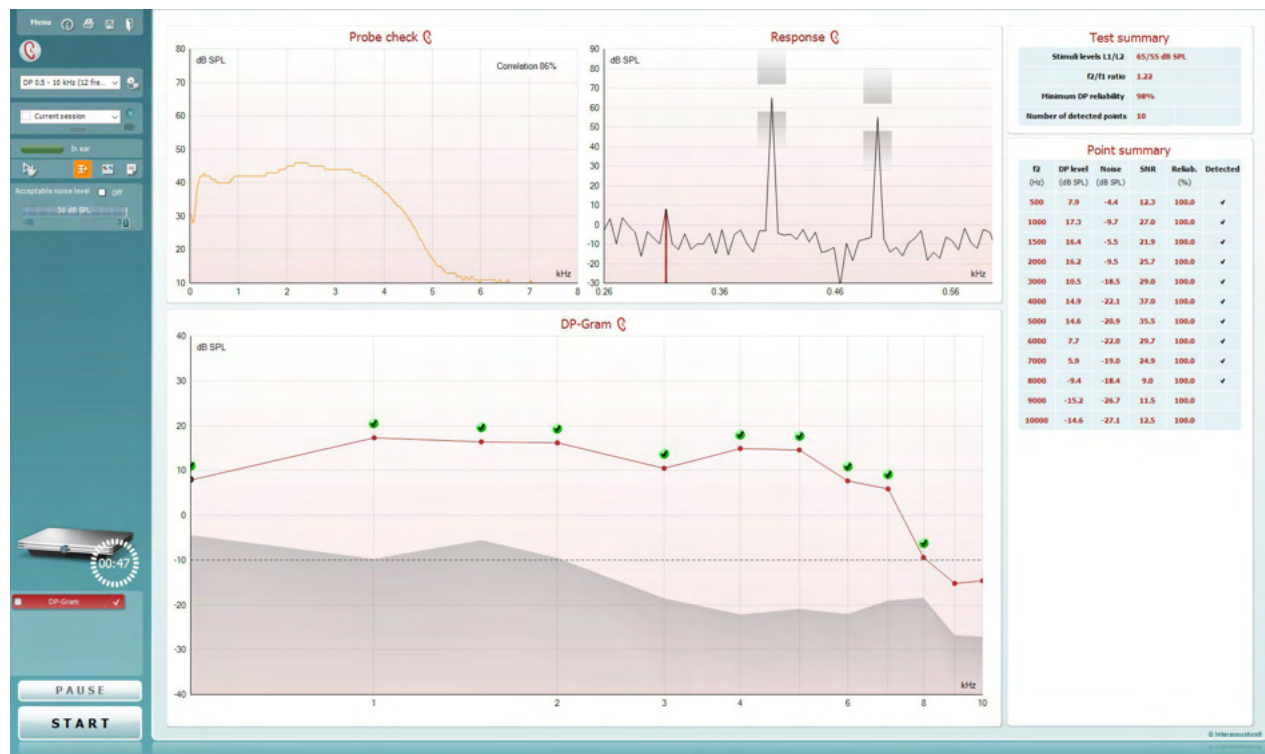 Menu
DP 0.5 - 10 kHz (12 fre...
Current session
In ear
Acceptable noise level Off
30 dB SPL
-30
00:47
DP-Gram
PAUSE
START
Probe check
dB SPL
Correlation 86%
80
70
60
50
40
30
20
10
kHz
0 1 2 3 4 5 6 7 8
Response
dB SPL
90
80
70
60
50
40
30
20
10
0
-10
-20
-30
kHz
0.26 0.36 0.46 0.56
DP-Gram
dB SPL
40
30
20
10
0
-10
-20
-30
-40
kHz
1 2 3 4 6 8 10
Test summary
Stimuli levels L1/L2 65/55 dB SPL
f2/f1 ratio 1.22
Minimum DP reliability 98%
Number of detected points 10
Point summary
f2 DP level Noise SNR Reliab. Detected
(Hz) (dB SPL) (dB SPL) (%)
500 7.9 -4.4 12.3 100.0 ✓
1000 17.3 -9.7 27.0 100.0 ✓
1500 16.4 -5.5 21.9 100.0 ✓
2000 16.2 -9.5 25.7 100.0 ✓
3000 10.5 -18.5 29.0 100.0 ✓
4000 14.9 -22.1 37.0 100.0 ✓
5000 14.6 -20.9 35.5 100.0 ✓
6000 7.7 -22.0 29.7 100.0 ✓
7000 5.9 -19.0 24.9 100.0 ✓
8000 -9.4 -18.4 9.0 100.0 ✓
9000 -15.2 -26.7 11.5 100.0
10000 -14.6 -27.1 12.5 100.0
© Interacoustics®